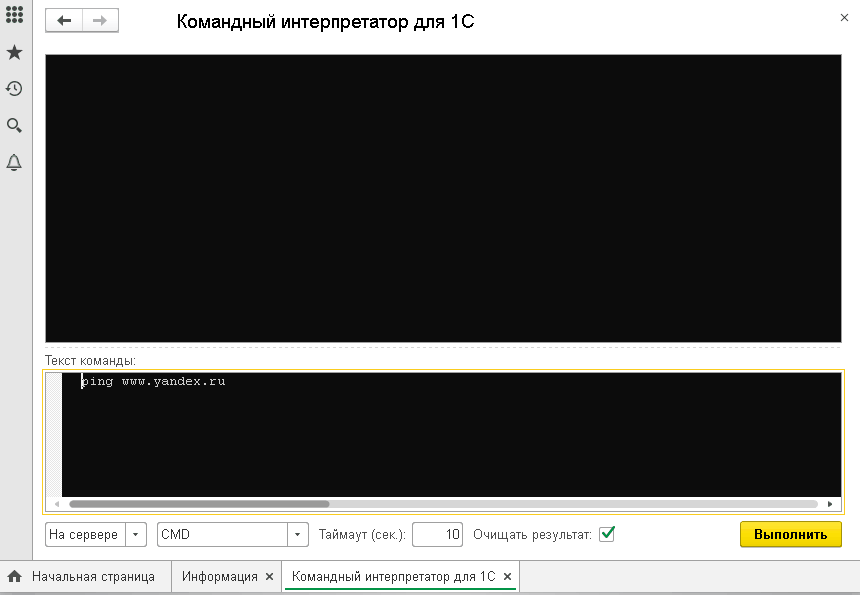 Командный интерпретатор для 1С
Текст команды:
ping www.yandex.ru
На сервере CMD Таймаут (сек.): 10 Очищать результат: Выполнить
Начальная страница Информация Командный интерпретатор для 1С